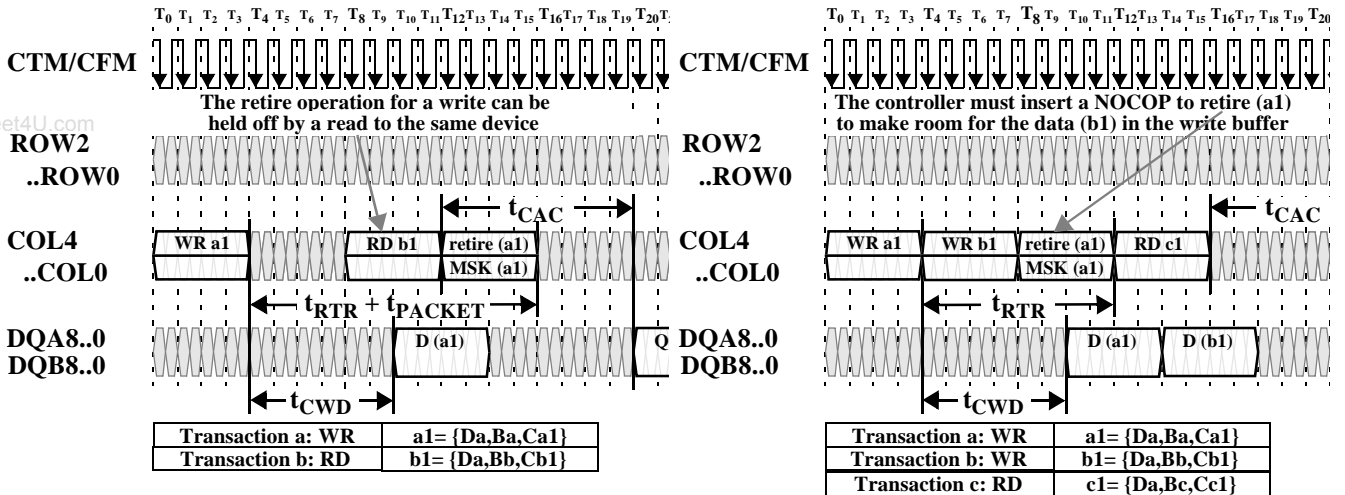 T0 T1 T2 T3 T4 T5 T6 T7 T8 T9 T10 T11 T12 T13 T14 T15 T16 T17 T18 T19 T20
CTM/CFM
The retire operation for a write can be
held off by a read to the same device
et4U.com
ROW2
..ROW0
tCAC
COL4
..COL0
WR a1
RD b1
retire (a1)
MSK (a1)
tRTR + tPACKET
DQA8..0
DQB8..0
D (a1)
Q
tCWD
Transaction a: WR a1= {Da,Ba,Ca1}
Transaction b: RD b1= {Da,Bb,Cb1}
T0 T1 T2 T3 T4 T5 T6 T7 T8 T9 T10 T11 T12 T13 T14 T15 T16 T17 T18 T19 T20
CTM/CFM
The controller must insert a NOCOP to retire (a1)
to make room for the data (b1) in the write buffer
ROW2
..ROW0
tCAC
COL4
..COL0
WR a1
WR b1
retire (a1)
MSK (a1)
RD c1
tRTR
DQA8..0
DQB8..0
D (a1)
D (b1)
tCWD
Transaction a: WR a1= {Da,Ba,Ca1}
Transaction b: WR b1= {Da,Bb,Cb1}
Transaction c: RD c1= {Da,Bc,Cc1}